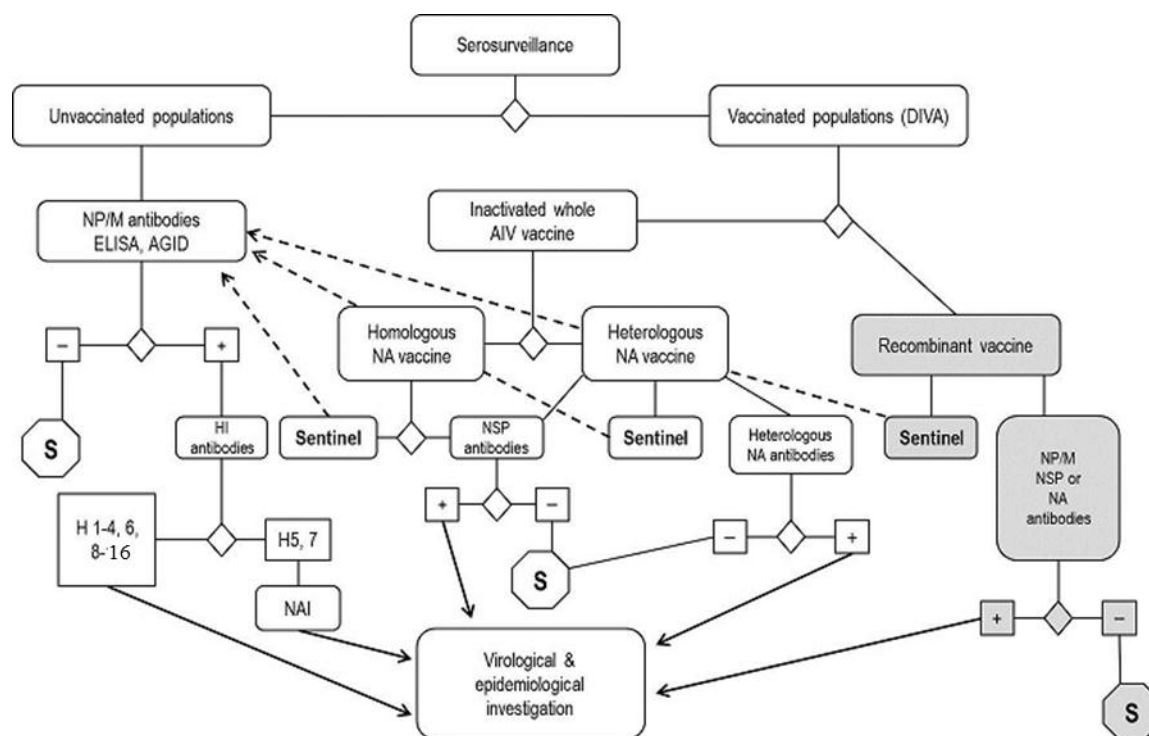 Serosurveillance
Unvaccinated populations
Vaccinated populations (DIVA)
NP/M antibodies
ELISA, AGID
Inactivated whole
AIV vaccine
Homologous
NA vaccine
Heterologous
NA vaccine
Recombinant vaccine
–
+
S
HI
antibodies
Sentinel
NSP
antibodies
Sentinel
Heterologous
NA antibodies
Sentinel
NP/M
NSP or
NA
antibodies
H 1-4, 6,
8-16
H5, 7
NAI
+
–
S
–
+
+
–
S
Virological &
epidemiological
investigation